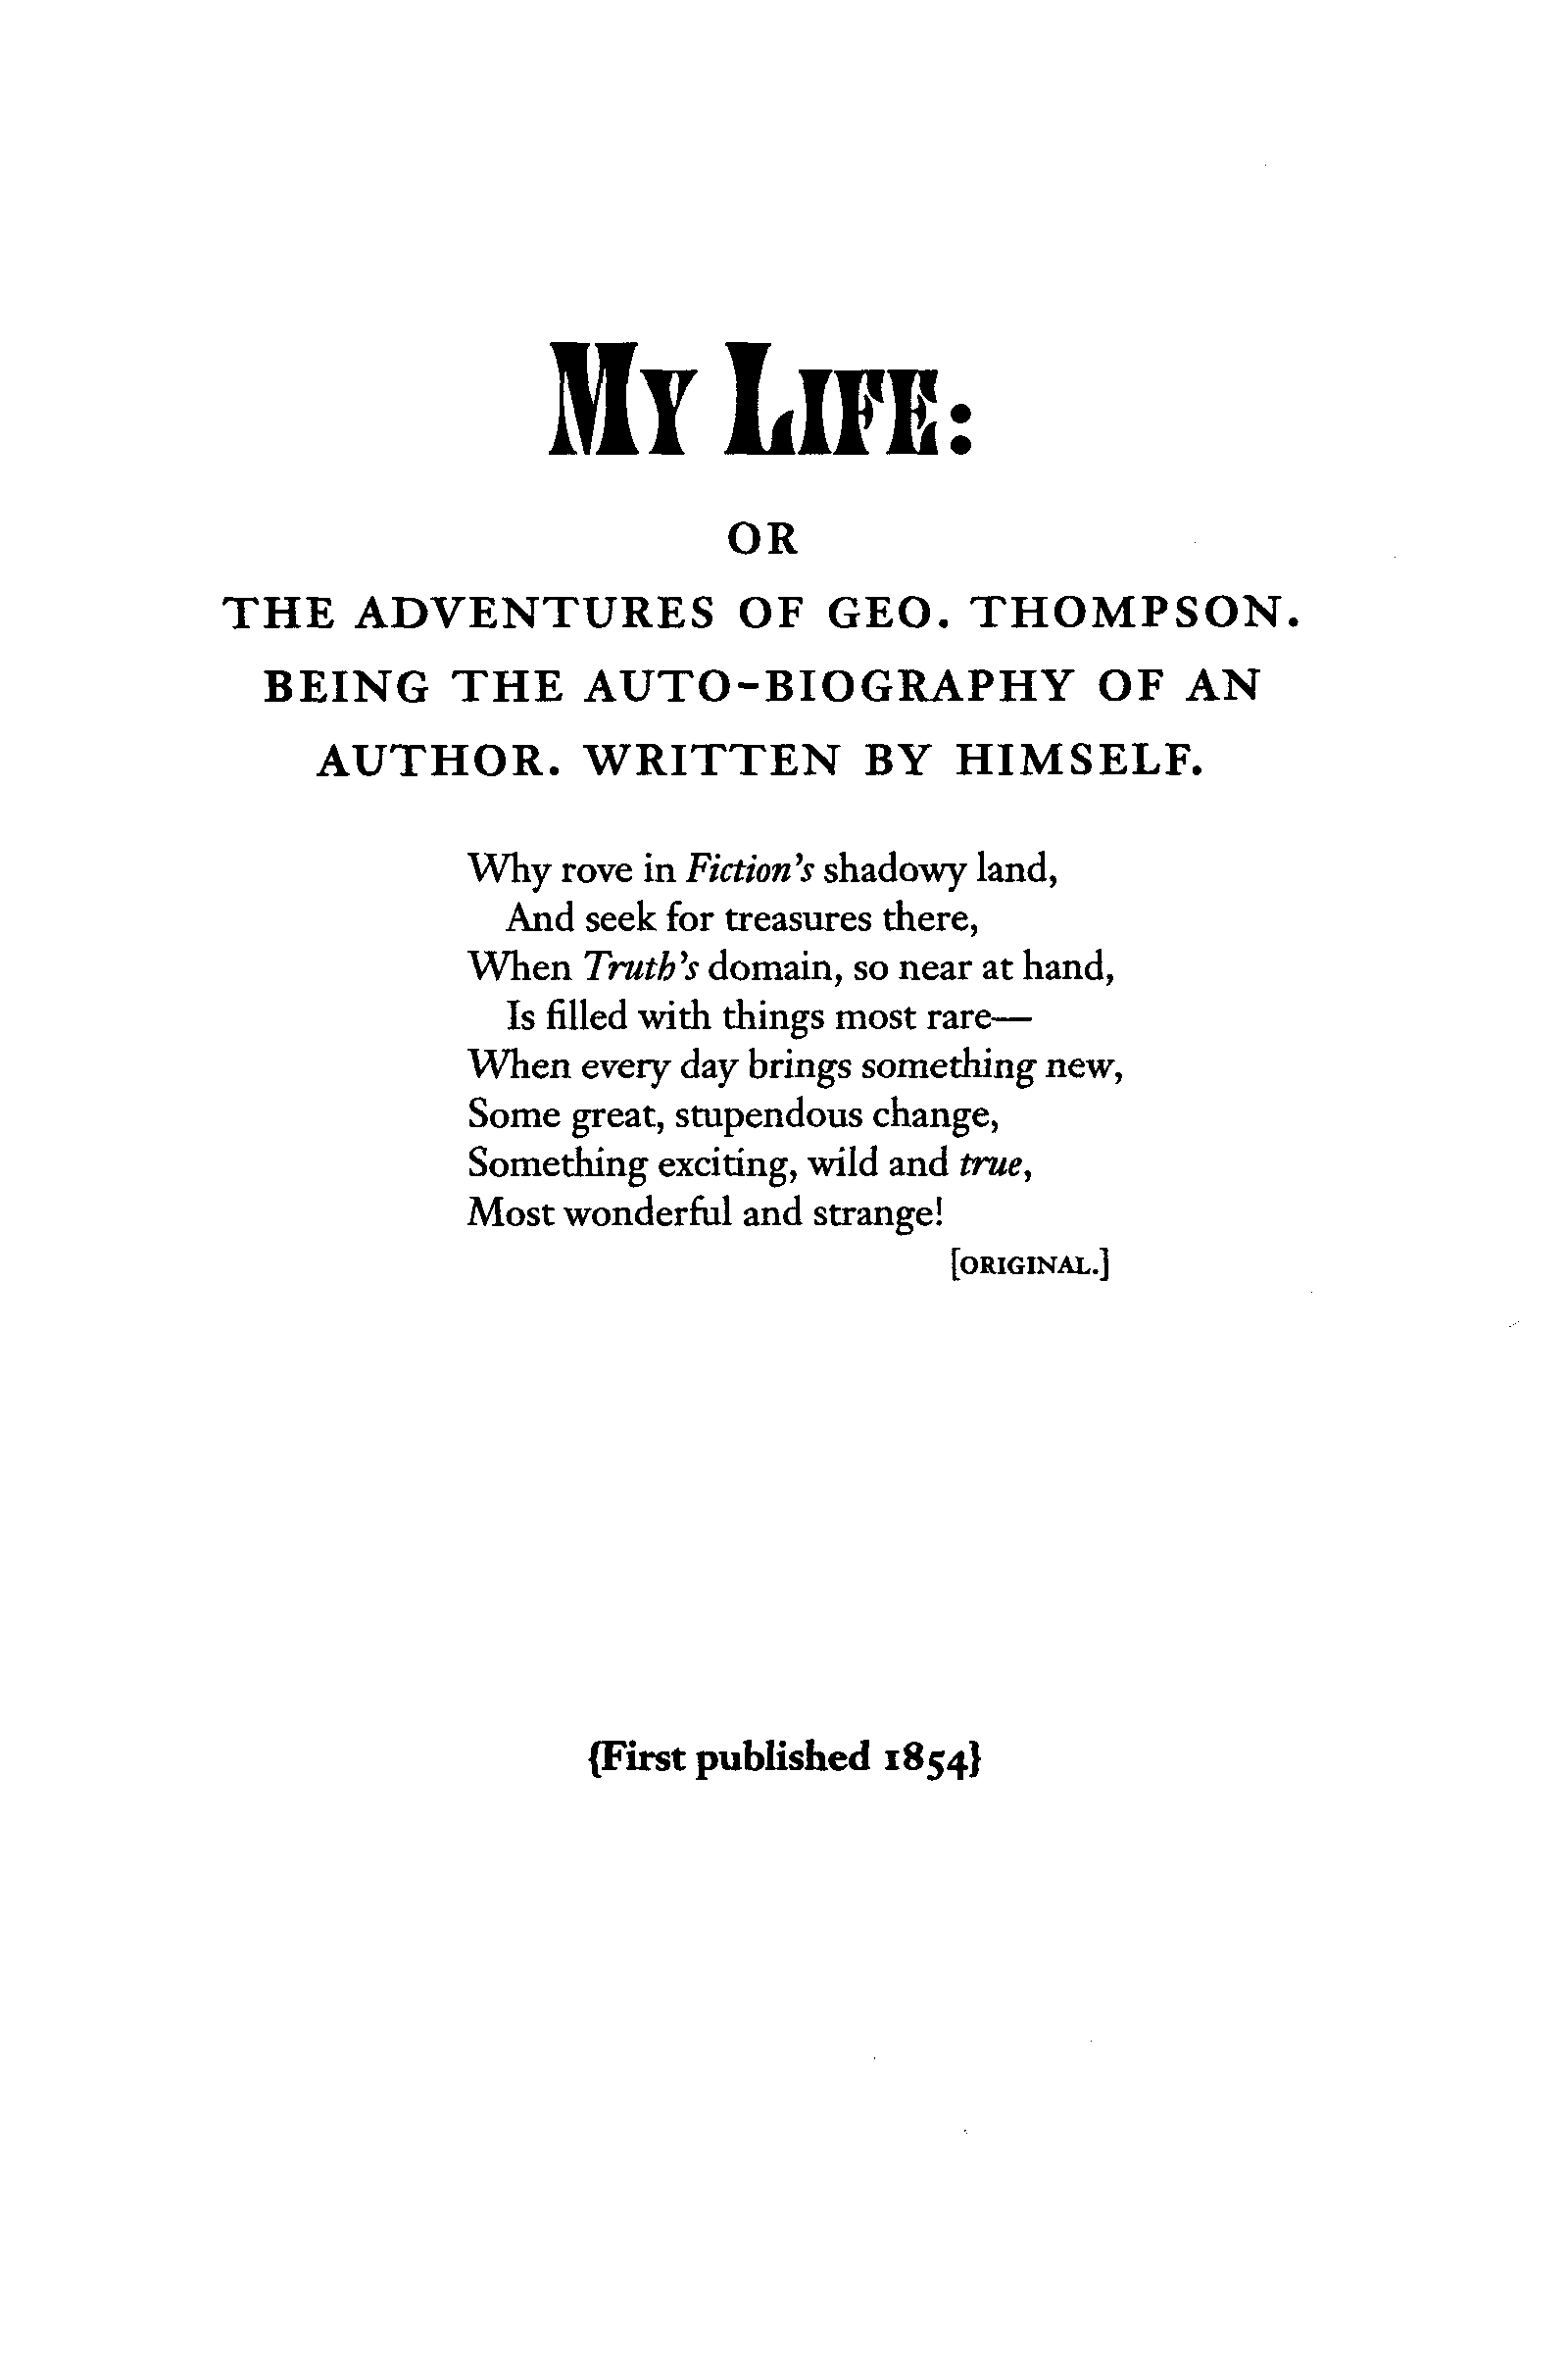 MY LIFE:
OR
THE ADVENTURES OF GEO. THOMPSON.
BEING THE AUTO-BIOGRAPHY OF AN
AUTHOR. WRITTEN BY HIMSELF.
Why rove in Fiction's shadowy land,
And seek for treasures there,
When Truth's domain, so near at hand,
Is filled with things most rare—
When every day brings something new,
Some great, stupendous change,
Something exciting, wild and true,
Most wonderful and strange!
[ORIGINAL.]
{First published 1854}